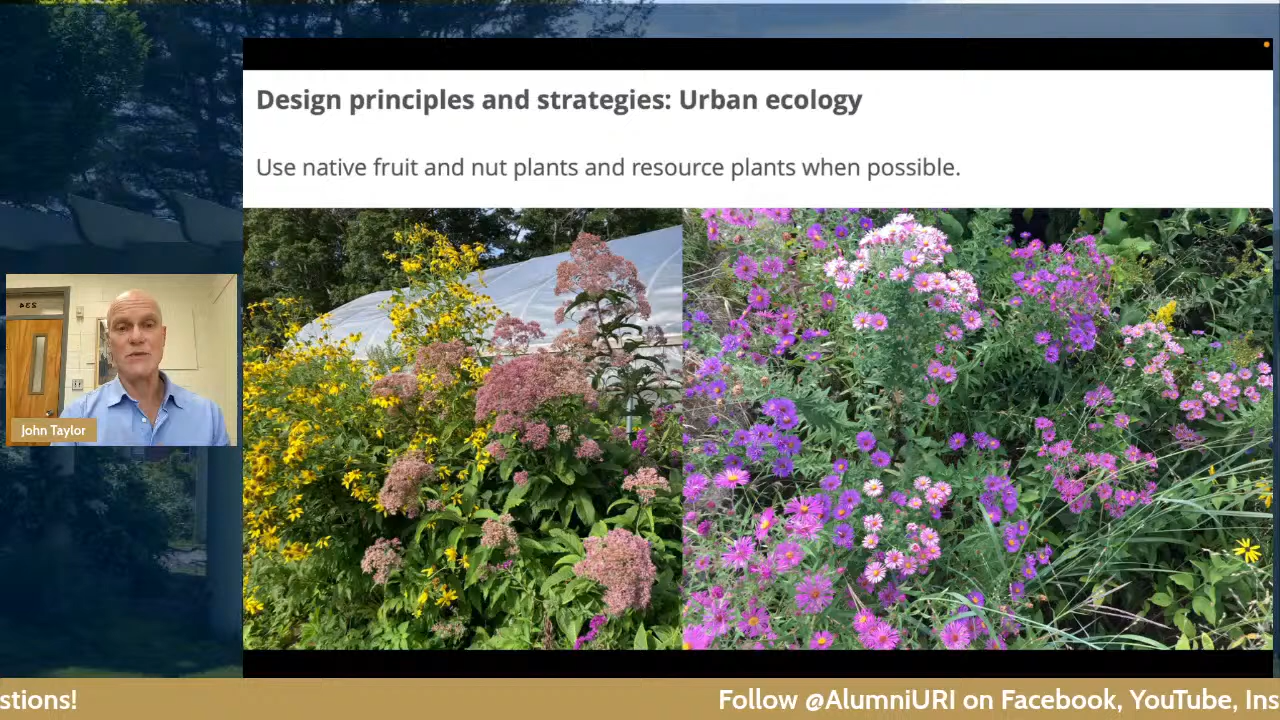 Design principles and strategies: Urban ecology
Use native fruit and nut plants and resource plants when possible.
John Taylor
stions!
Follow @AlumniURI on Facebook, YouTube, Ins